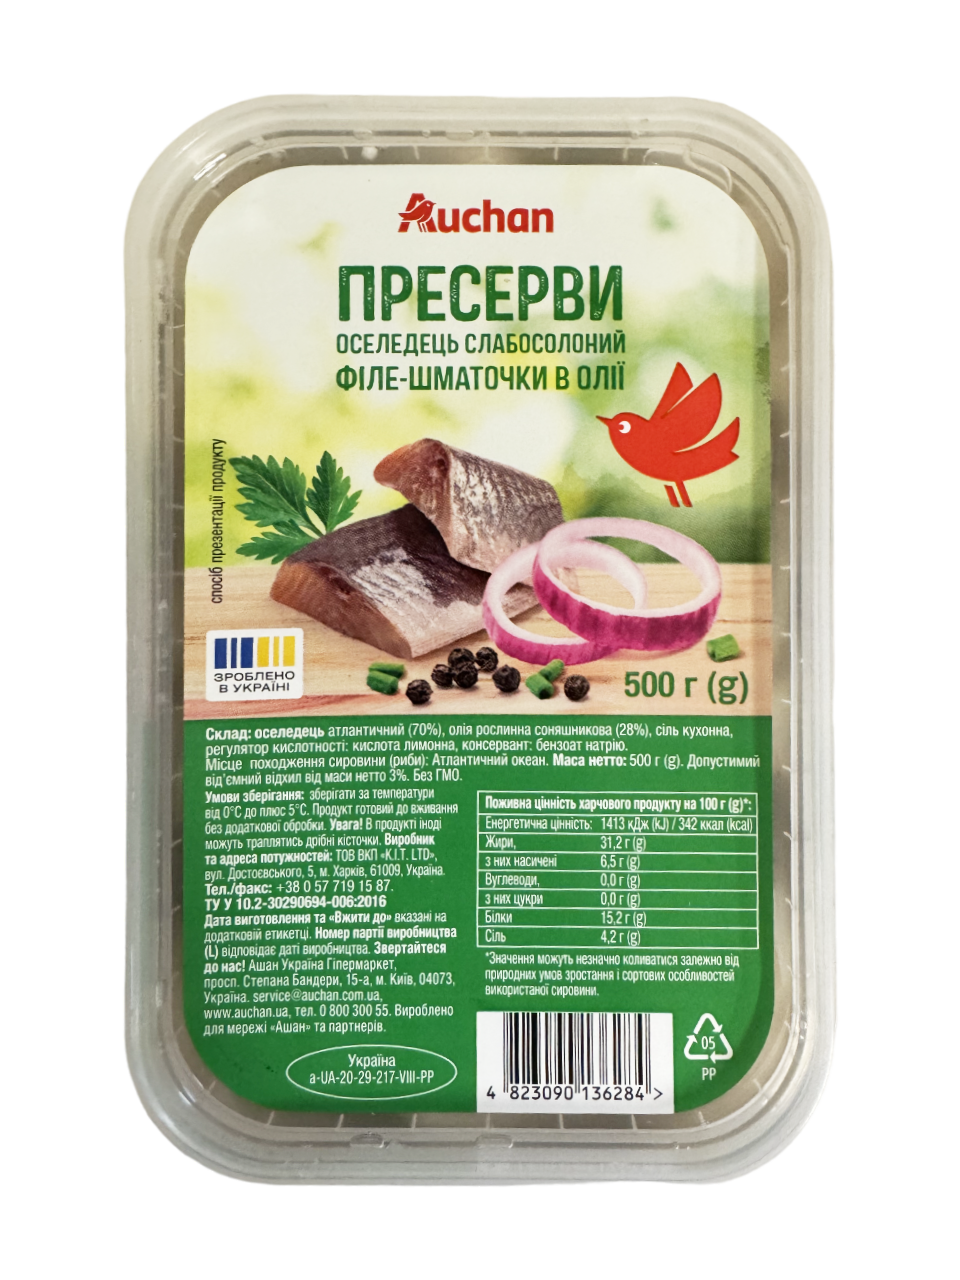 Auchan
ПРЕСЕРВИ
ОСЕЛЕДЕЦЬ СЛАБОСОЛОНИЙ
ФІЛЕ-ШМАТОЧКИ В ОЛІЇ
спосіб презентації продукту
ЗРОБЛЕНО
В УКРАЇНІ
500 г (g)
Склад: оселедець атлантичний (70%), олія рослинна соняшникова (28%), сіль кухонна,
регулятор кислотності: кислота лимонна, консервант: бензоат натрію.
Місце походження сировини (риби): Атлантичний океан. Маса нетто: 500 г (g). Допустимий
від'ємний відхил від маси нетто 3%. Без ГМО.
Умови зберігання: зберігати за температури
від 0°С до плюс 5°С. Продукт готовий до вживання
без додаткової обробки. Увага! В продукті іноді
можуть траплятись дрібні кісточки. Виробник
та адреса потужностей: ТОВ ВКП «K.I.T. LTD»,
вул. Достоєвського, 5, м. Харків, 61009, Україна.
Тел./факс: +38 0 57 719 15 87.
ТУ У 10.2-30290694-006:2016
Дата виготовлення та «Вжити до» вказані на
додатковій етикетці. Номер партії виробництва
(L) відповідає даті виробництва. Звертайтеся
до нас! Ашан Україна Гіпермаркет,
просп. Степана Бандери, 15-а, м. Київ, 04073,
Україна. service@auchan.com.ua,
www.auchan.ua, тел. 0 800 300 55. Вироблено
для мережі «Ашан» та партнерів.
Україна
a-UA-20-29-217-VIII-PP
Поживна цінність харчового продукту на 100 г (g)*:
Енергетична цінність: 1413 кДж (kJ) / 342 ккал (kcal)
Жири, 31,2 г (g)
з них насичені 6,5 г (g)
Вуглеводи, 0,0 г (g)
з них цукри 0,0 г (g)
Білки 15,2 г (g)
Сіль 4,2 г (g)
*Значення можуть незначно коливатися залежно від
природних умов зростання і сортових особливостей
використаної сировини.
4 823090 136284 >
05
PP